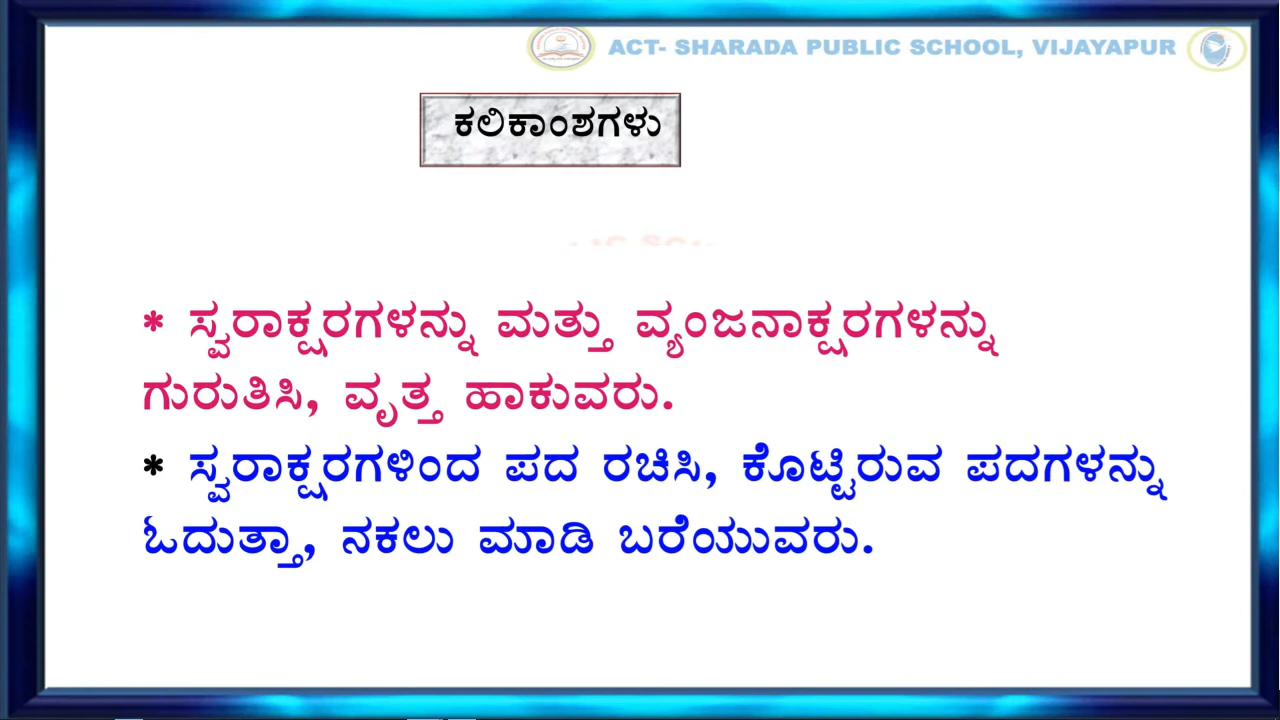 ACT- SHARADA PUBLIC SCHOOL, VIJAYAPUR
ಕಲಿಕಾಂಶಗಳು
* ಸ್ವರಾಕ್ಷರಗಳನ್ನು ಮತ್ತು ವ್ಯಂಜನಾಕ್ಷರಗಳನ್ನು
ಗುರುತಿಸಿ, ವೃತ್ತ ಹಾಕುವರು.
* ಸ್ವರಾಕ್ಷರಗಳಿಂದ ಪದ ರಚಿಸಿ, ಕೊಟ್ಟಿರುವ ಪದಗಳನ್ನು
ಓದುತ್ತಾ, ನಕಲು ಮಾಡಿ ಬರೆಯುವರು.